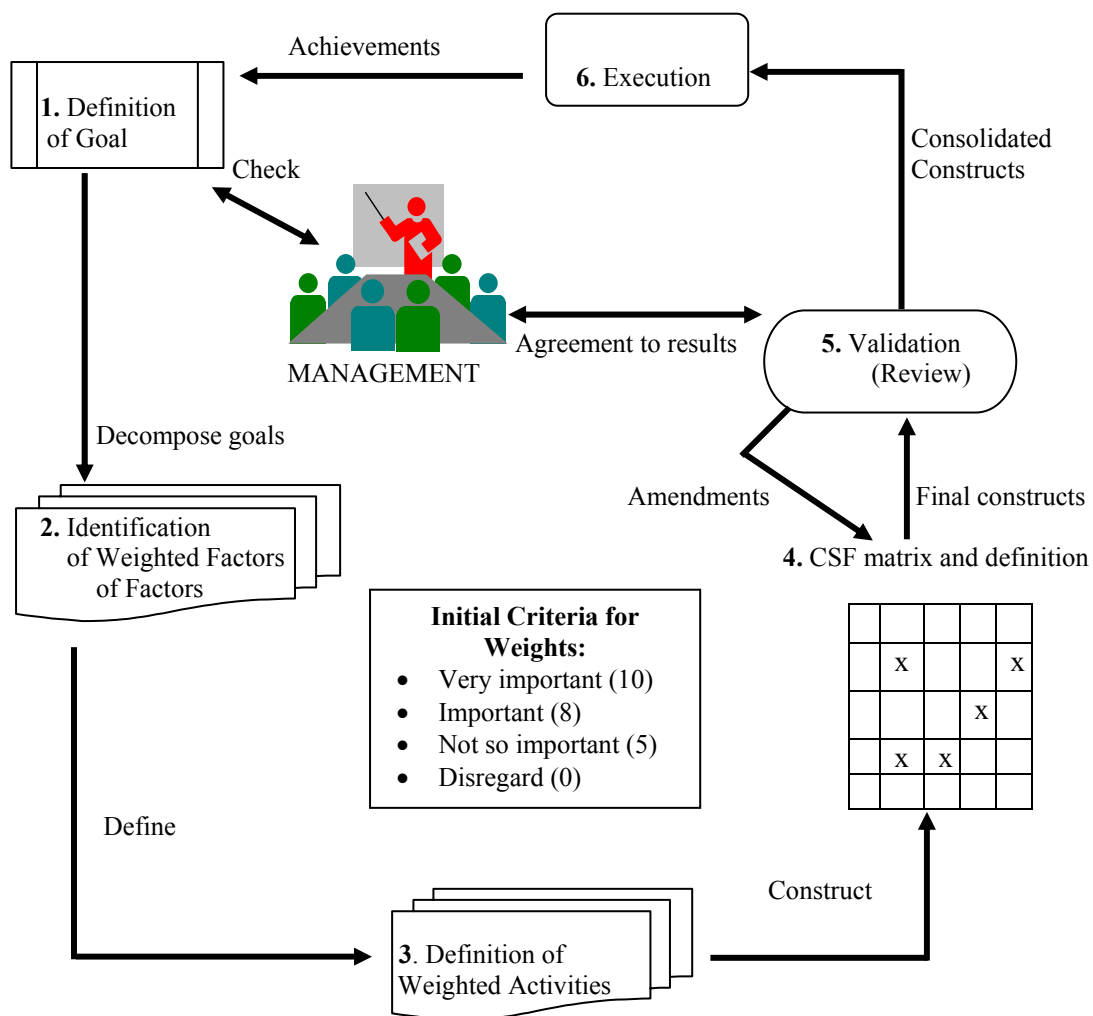 Achievements
6. Execution
1. Definition
of Goal
Consolidated
Constructs
Check
Agreement to results
MANAGEMENT
5. Validation
(Review)
Decompose goals
Amendments
Final constructs
2. Identification
of Weighted Factors
of Factors
4. CSF matrix and definition
Initial Criteria for
Weights:
• Very important (10)
• Important (8)
• Not so important (5)
• Disregard (0)
x x
x
x x
Define
Construct
3. Definition of
Weighted Activities